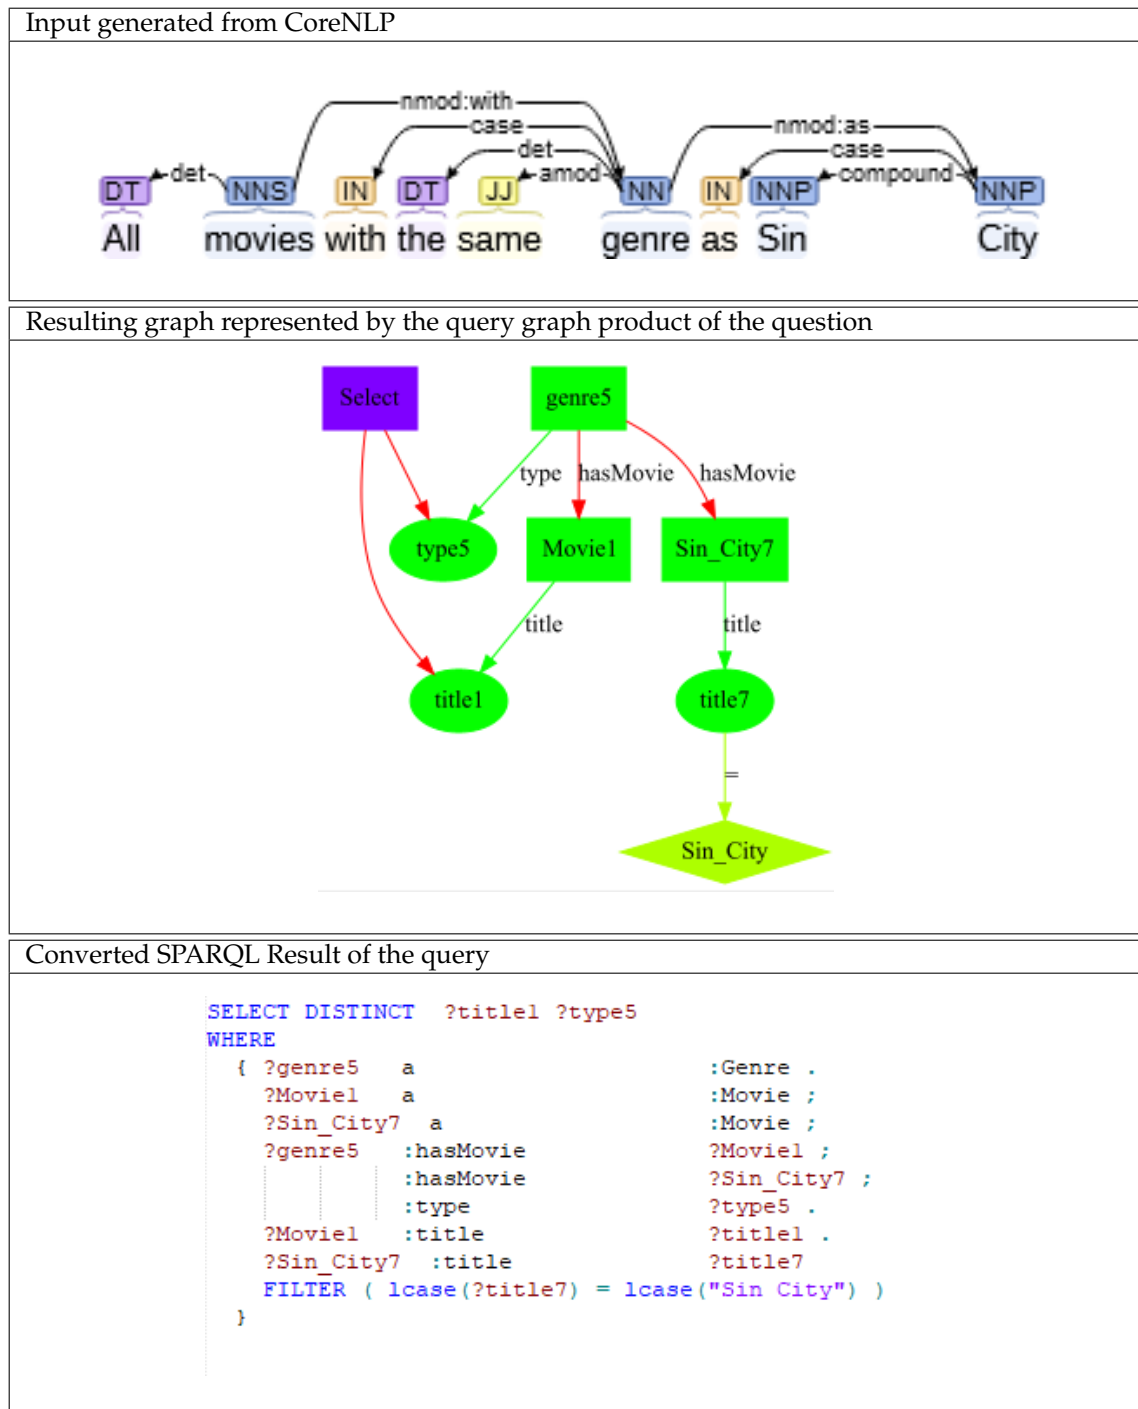 Input generated from CoreNLP
nmod:with
case nmod:as
det case
det amod compound
DT NNS IN DT JJ NN IN NNP NNP
All movies with the same genre as Sin City
Resulting graph represented by the query graph product of the question
Select genre5
type hasMovie hasMovie
type5 Movie1 Sin_City7
title title
title1 title7
=
Sin_City
Converted SPARQL Result of the query
SELECT DISTINCT ?title1 ?type5
WHERE
{ ?genre5 a :Genre .
?Movie1 a :Movie ;
?Sin_City7 a :Movie ;
?genre5 :hasMovie ?Movie1 ;
:hasMovie ?Sin_City7 ;
:type ?type5 .
?Movie1 :title ?title1 .
?Sin_City7 :title ?title7
FILTER ( lcase(?title7) = lcase("Sin City") )
}